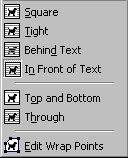 Square
Tight
Behind Text
In Front of Text
Top and Bottom
Through
Edit Wrap Points